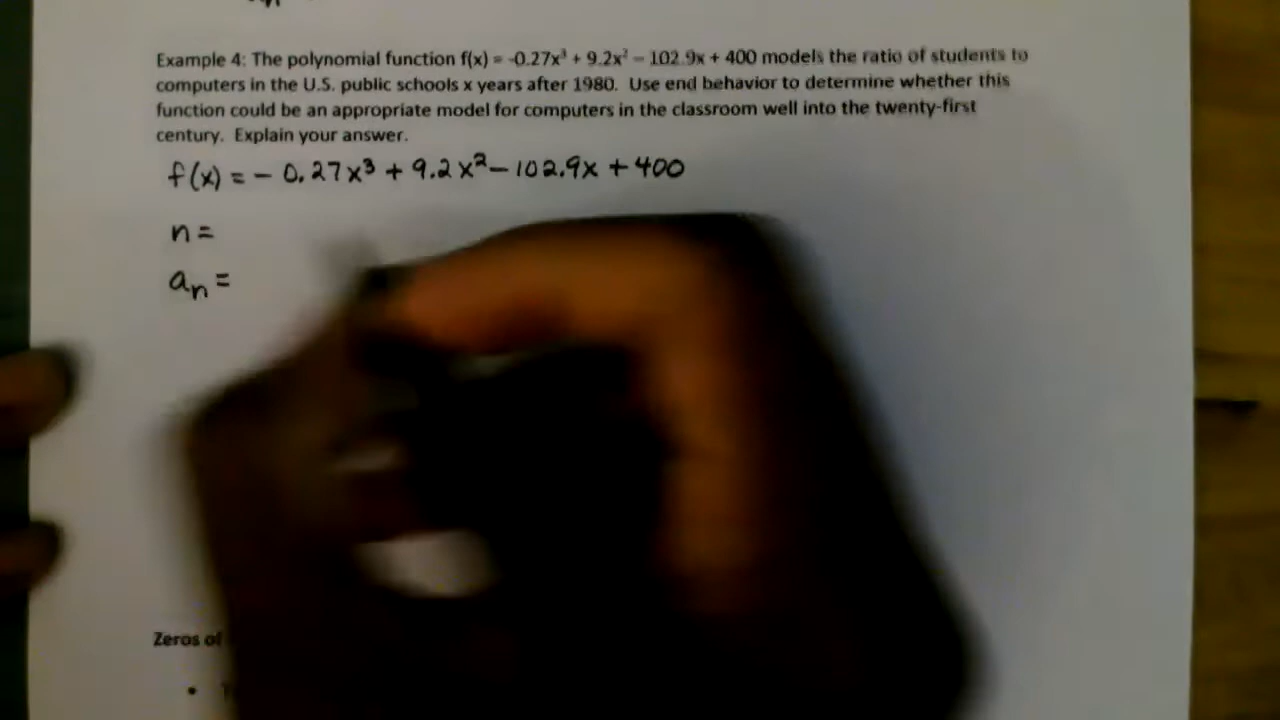 Example 4: The polynomial function f(x) = -0.27x³ + 9.2x² – 102.9x + 400 models the ratio of students to
computers in the U.S. public schools x years after 1980. Use end behavior to determine whether this
function could be an appropriate model for computers in the classroom well into the twenty-first
century. Explain your answer.
f(x) = - 0.27x³ + 9.2x² - 102.9x + 400
n =
aₙ =
Zeros of
•